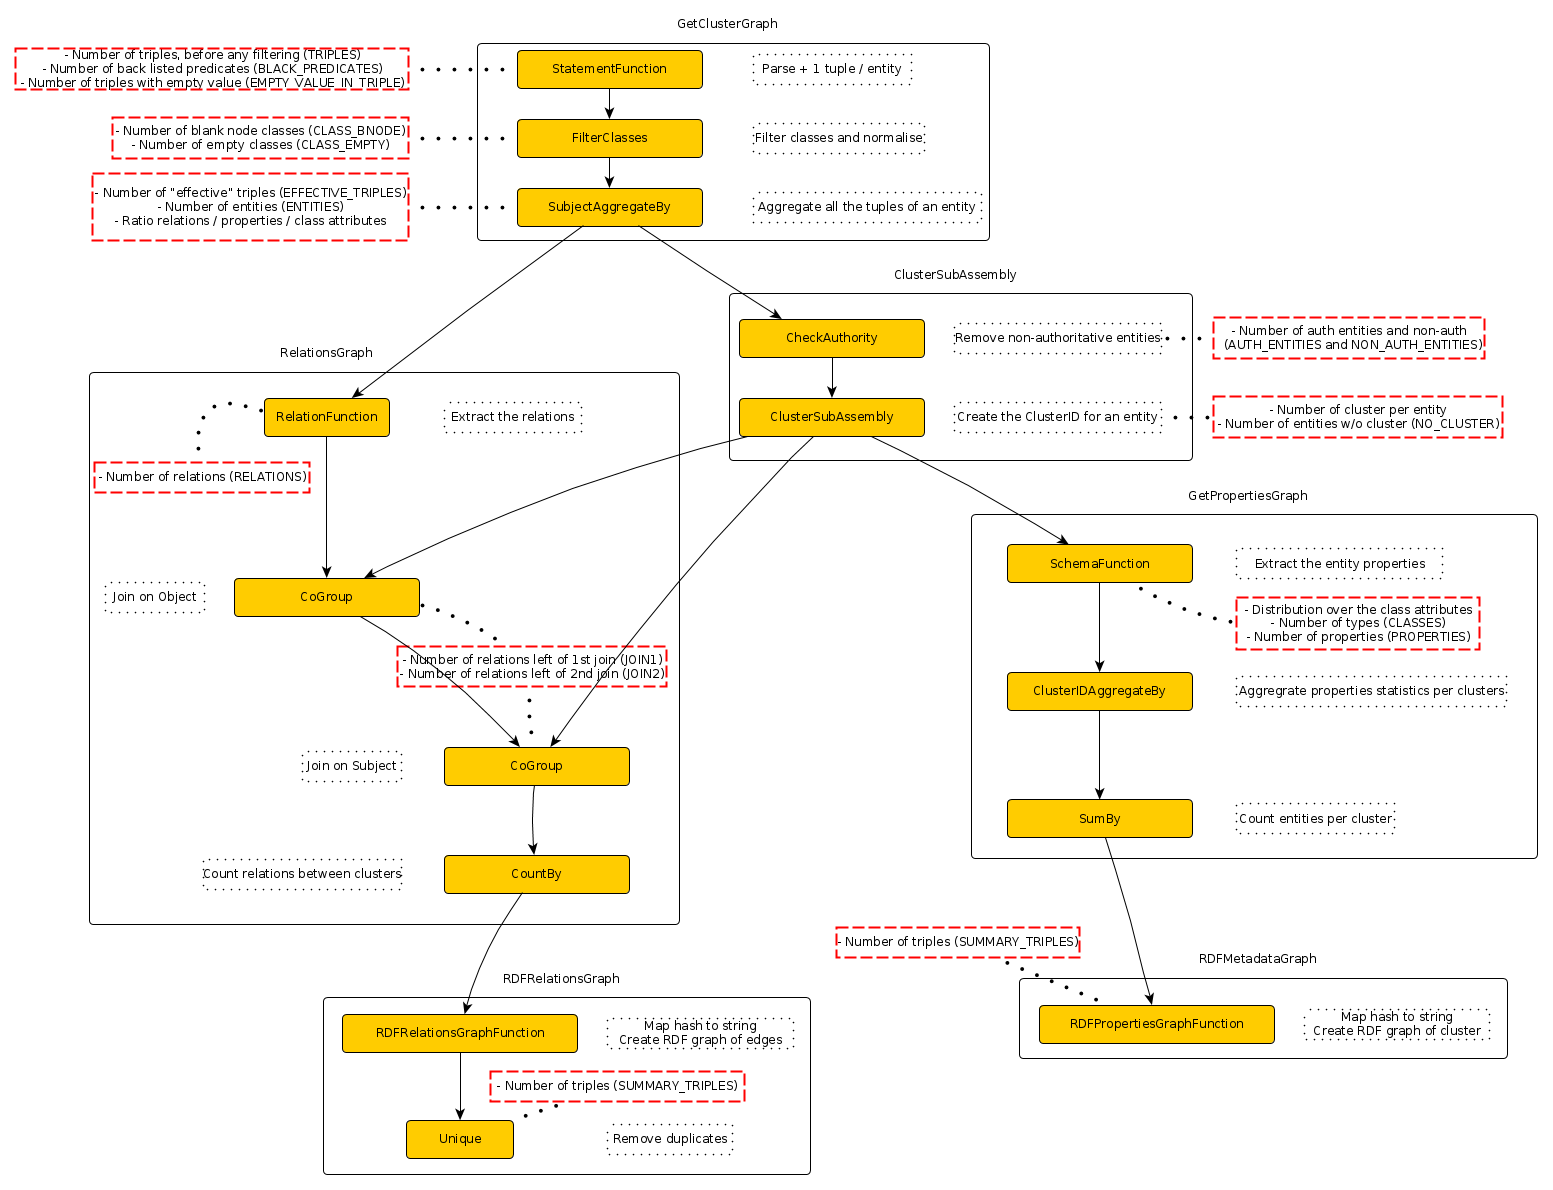 GetClusterGraph
- Number of triples, before any filtering (TRIPLES)
- Number of back listed predicates (BLACK_PREDICATES)
- Number of triples with empty value (EMPTY_VALUE_IN_TRIPLE)
StatementFunction
Parse + 1 tuple / entity
- Number of blank node classes (CLASS_BNODE)
- Number of empty classes (CLASS_EMPTY)
FilterClasses
Filter classes and normalise
- Number of "effective" triples (EFFECTIVE_TRIPLES)
- Number of entities (ENTITIES)
- Ratio relations / properties / class attributes
SubjectAggregateBy
Aggregate all the tuples of an entity
ClusterSubAssembly
CheckAuthority
Remove non-authoritative entities
- Number of auth entities and non-auth
(AUTH_ENTITIES and NON_AUTH_ENTITIES)
ClusterSubAssembly
Create the ClusterID for an entity
- Number of cluster per entity
- Number of entities w/o cluster (NO_CLUSTER)
RelationsGraph
RelationFunction
Extract the relations
- Number of relations (RELATIONS)
Join on Object
CoGroup
- Number of relations left of 1st join (JOIN1)
- Number of relations left of 2nd join (JOIN2)
Join on Subject
CoGroup
Count relations between clusters
CountBy
GetPropertiesGraph
SchemaFunction
Extract the entity properties
- Distribution over the class attributes
- Number of types (CLASSES)
- Number of properties (PROPERTIES)
ClusterIDAggregateBy
Aggregrate properties statistics per clusters
SumBy
Count entities per cluster
RDFRelationsGraph
RDFRelationsGraphFunction
Map hash to string
Create RDF graph of edges
- Number of triples (SUMMARY_TRIPLES)
Unique
Remove duplicates
- Number of triples (SUMMARY_TRIPLES)
RDFMetadataGraph
RDFPropertiesGraphFunction
Map hash to string
Create RDF graph of cluster